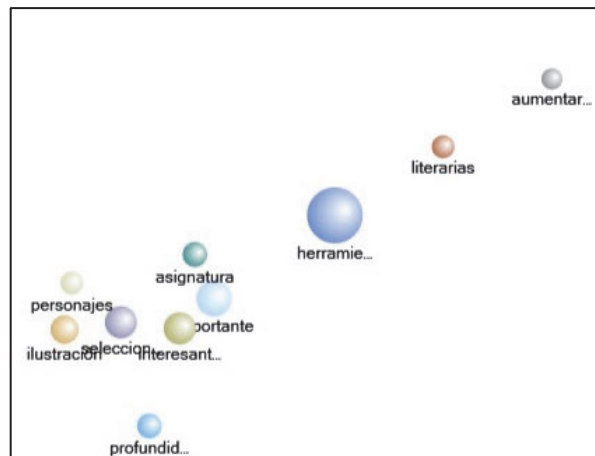 aumentar...
literarias
herramie...
asignatura
personajes
portante
ilustración
seleccion...
interesant...
profundid...